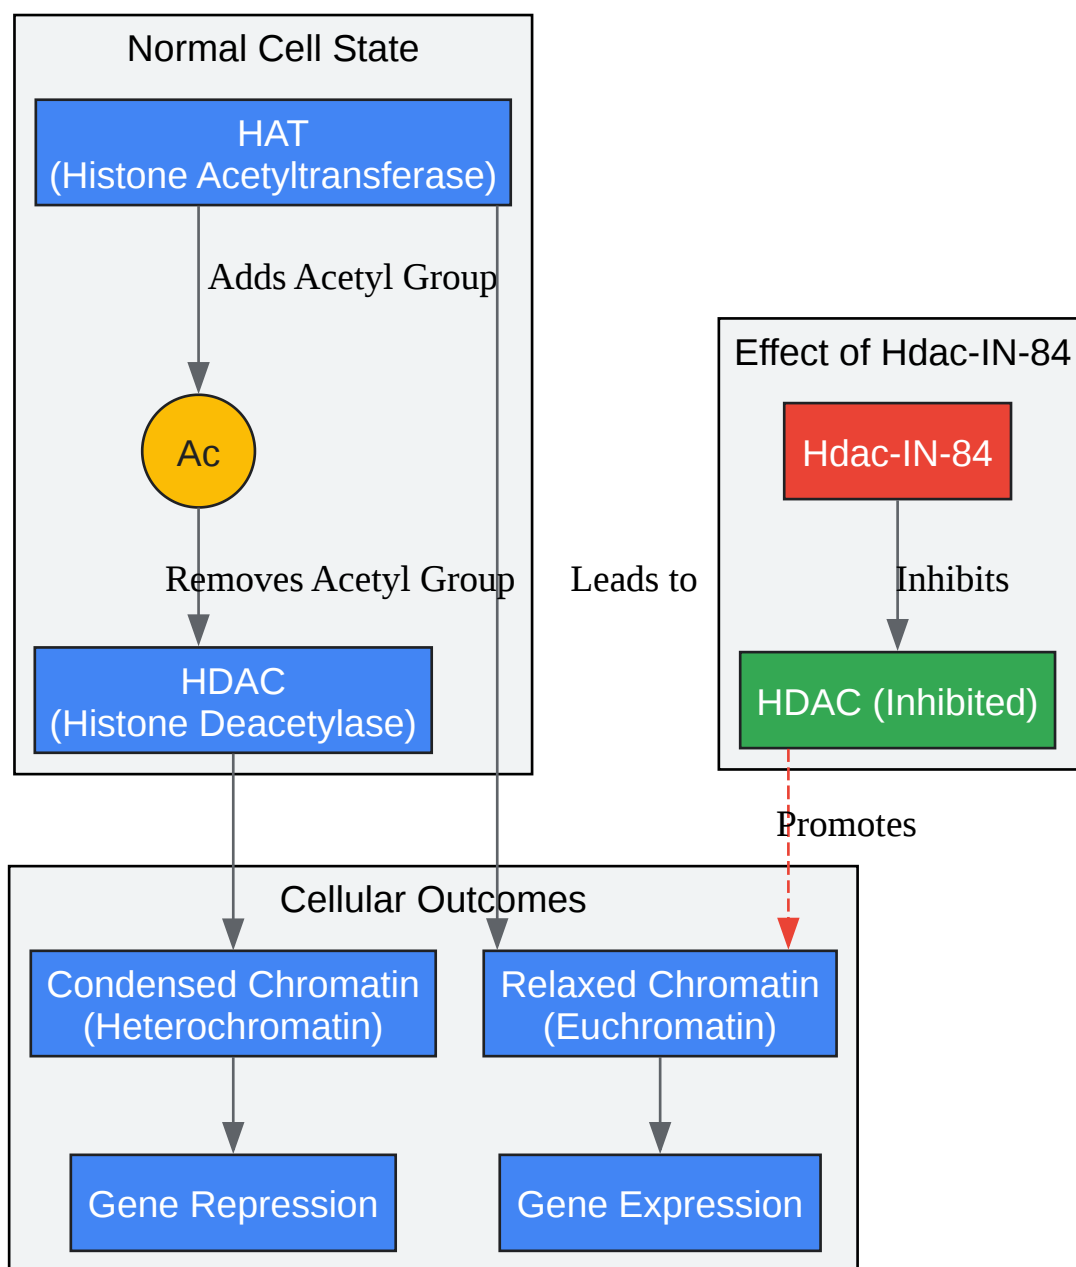 Normal Cell State
HAT
(Histone Acetyltransferase)
Adds Acetyl Group
Ac
Removes Acetyl Group
HDAC
(Histone Deacetylase)
Leads to
Effect of Hdac-IN-84
Hdac-IN-84
Inhibits
HDAC (Inhibited)
Promotes
Cellular Outcomes
Condensed Chromatin
(Heterochromatin)
Relaxed Chromatin
(Euchromatin)
Gene Repression
Gene Expression